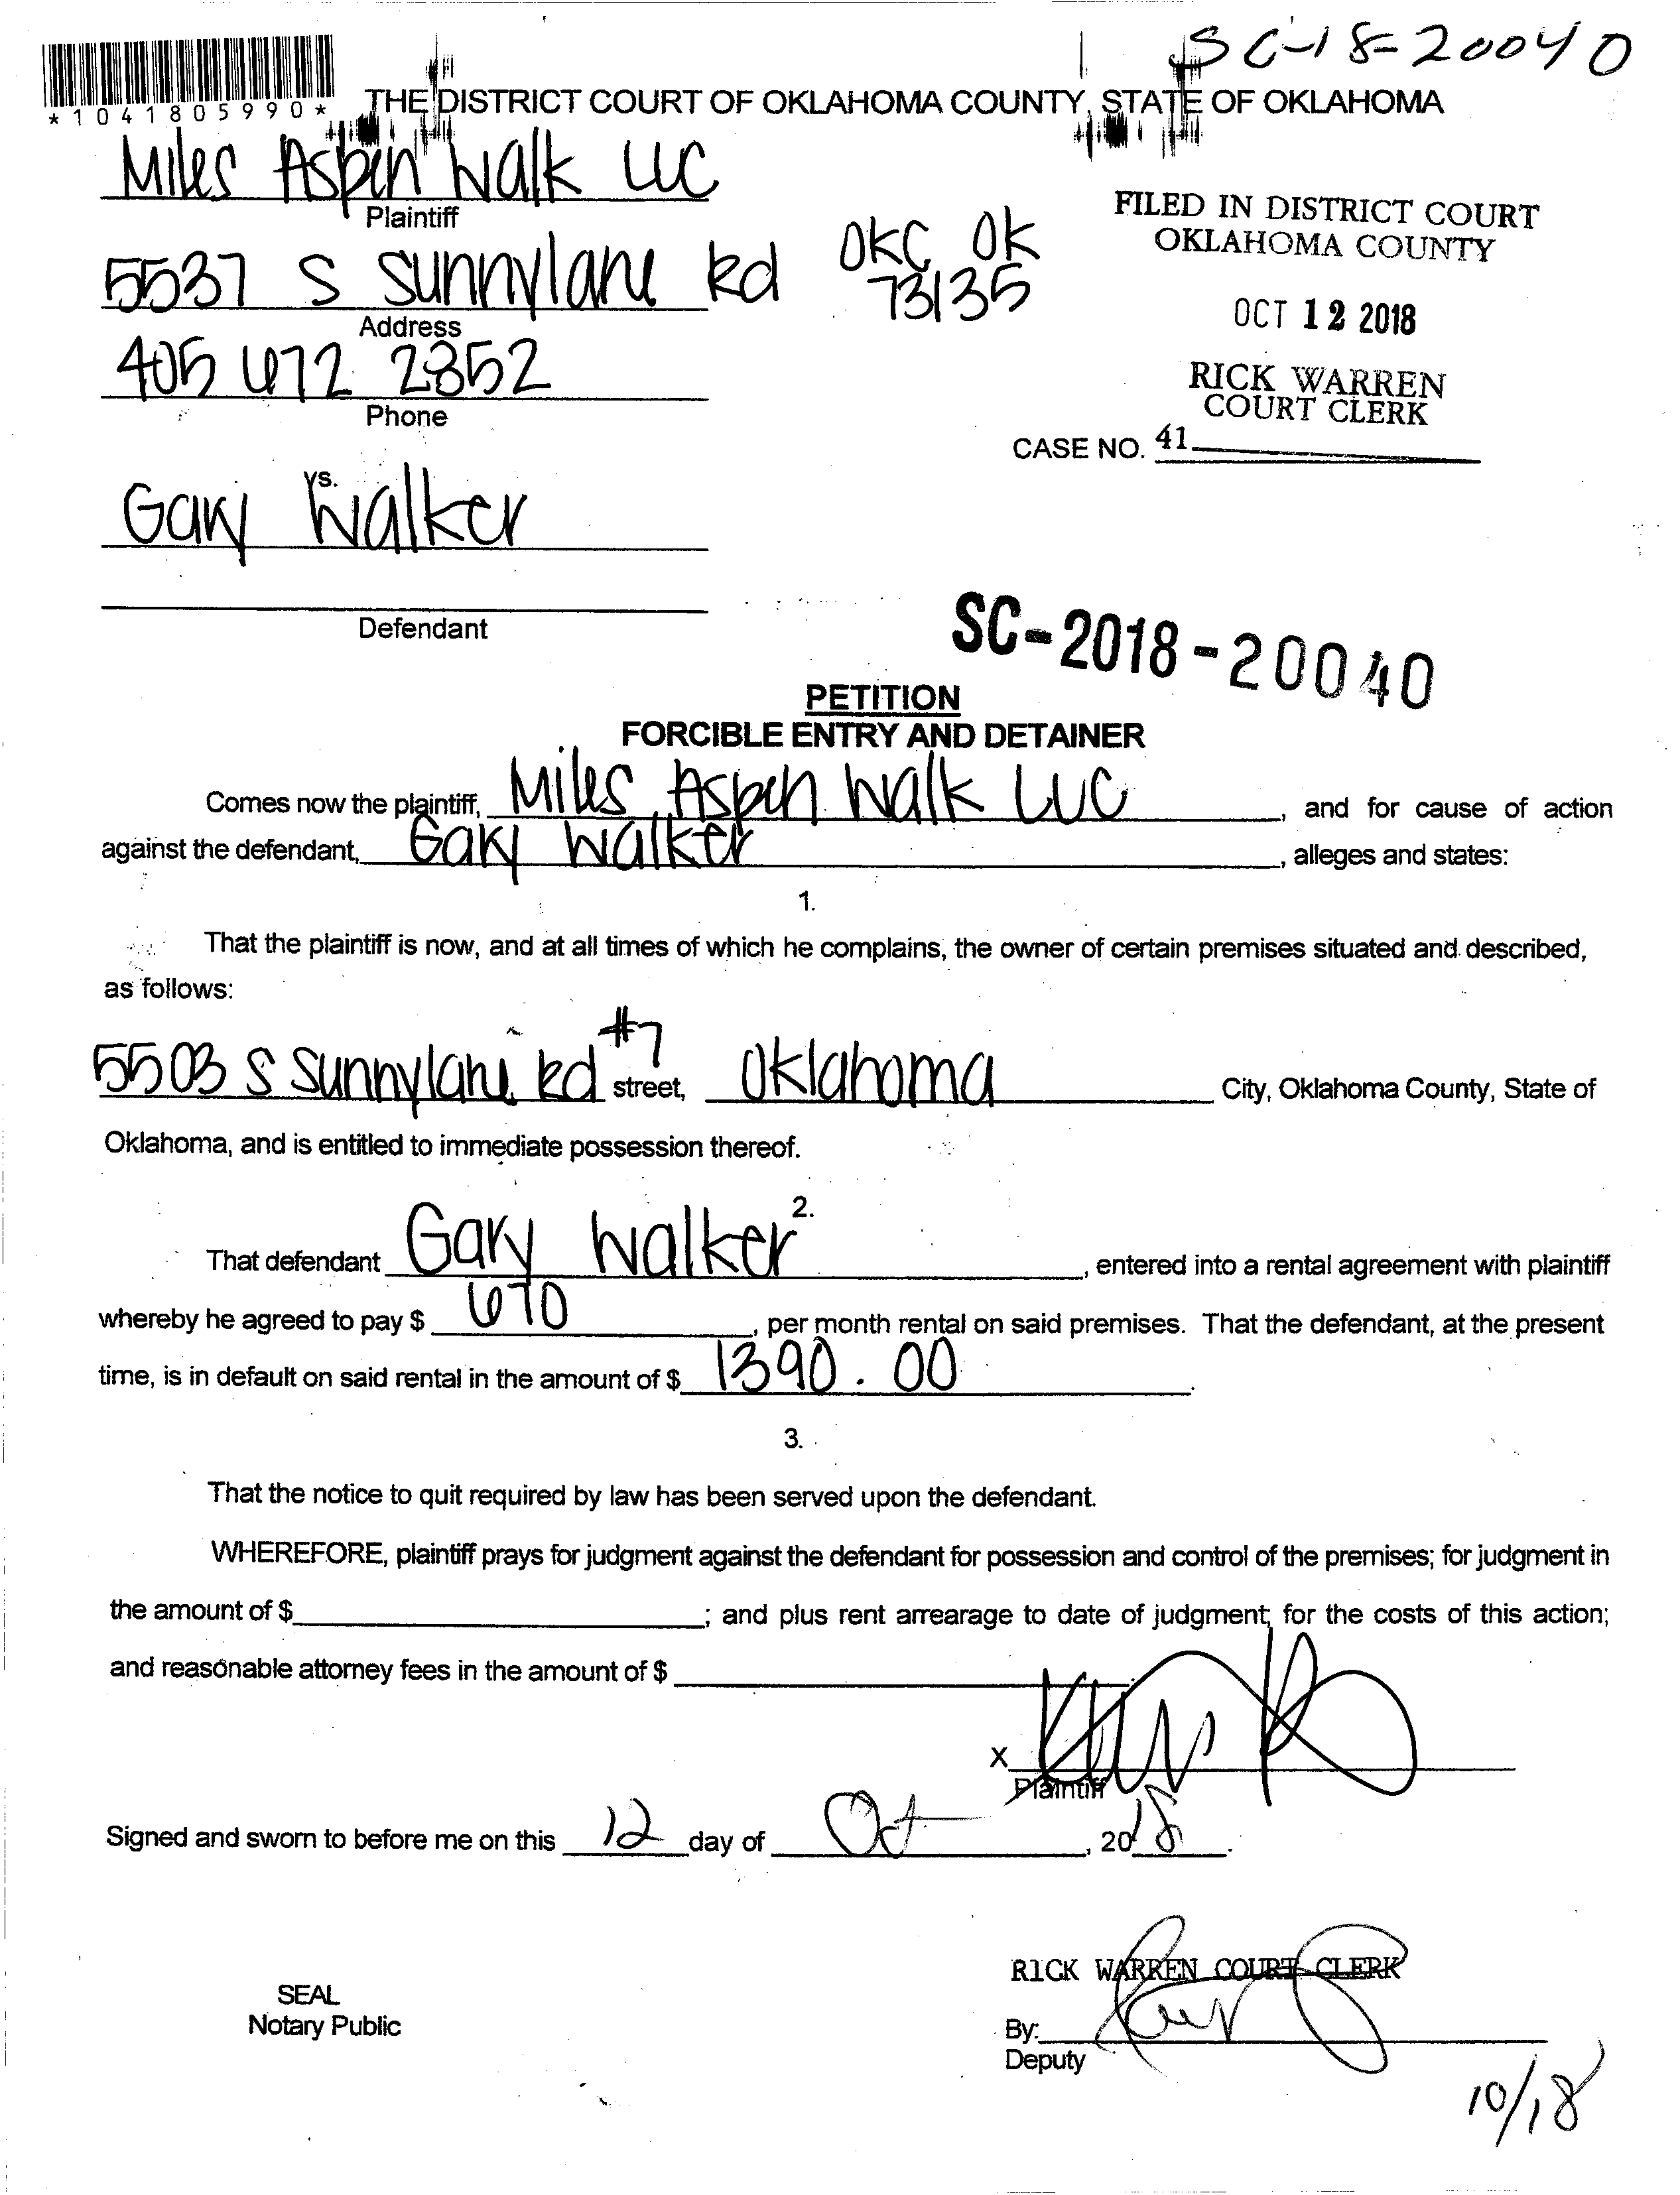 SC-18-20040
*1041805990*
THE DISTRICT COURT OF OKLAHOMA COUNTY, STATE OF OKLAHOMA
Miles Aspen Walk LLC
Plaintiff
FILED IN DISTRICT COURT
OKLAHOMA COUNTY
5537 S Sunnylane Rd OKC OK
73135
Address
OCT 12 2018
405 672 2352
Phone
RICK WARREN
COURT CLERK
CASE NO. 41
vs.
Gary Walker
Defendant
SC-2018-20040
PETITION
FORCIBLE ENTRY AND DETAINER
Comes now the plaintiff, Miles Aspen Walk LLC, and for cause of action
against the defendant, Gary Walker, alleges and states:
1.
That the plaintiff is now, and at all times of which he complains, the owner of certain premises situated and described,
as follows:
5503 S Sunnylane Rd #7 street, Oklahoma City, Oklahoma County, State of
Oklahoma, and is entitled to immediate possession thereof.
2.
That defendant Gary Walker, entered into a rental agreement with plaintiff
whereby he agreed to pay $ 670, per month rental on said premises. That the defendant, at the present
time, is in default on said rental in the amount of $ 1390.00.
3.
That the notice to quit required by law has been served upon the defendant.
WHEREFORE, plaintiff prays for judgment against the defendant for possession and control of the premises; for judgment in
the amount of $ ; and plus rent arrearage to date of judgment; for the costs of this action;
and reasonable attorney fees in the amount of $ .
X
Plaintiff
Signed and sworn to before me on this 12 day of Oct, 2018.
RICK WARREN COURT CLERK
SEAL
Notary Public
By:
Deputy
10/18